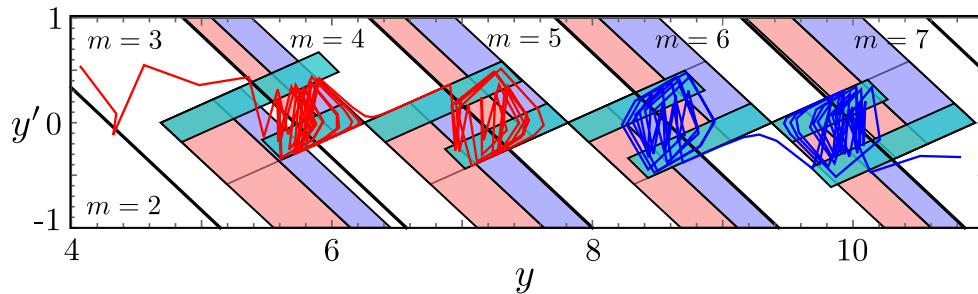 1
m = 3
m = 4
m = 5
m = 6
m = 7
y′
0
m = 2
-1
4
6
8
10
y